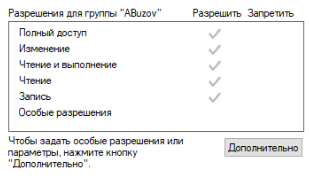 Разрешения для группы "ABuzov" Разрешить Запретить
Полный доступ
Изменение
Чтение и выполнение
Чтение
Запись
Особые разрешения
Чтобы задать особые разрешения или
параметры, нажмите кнопку
"Дополнительно".
Дополнительно